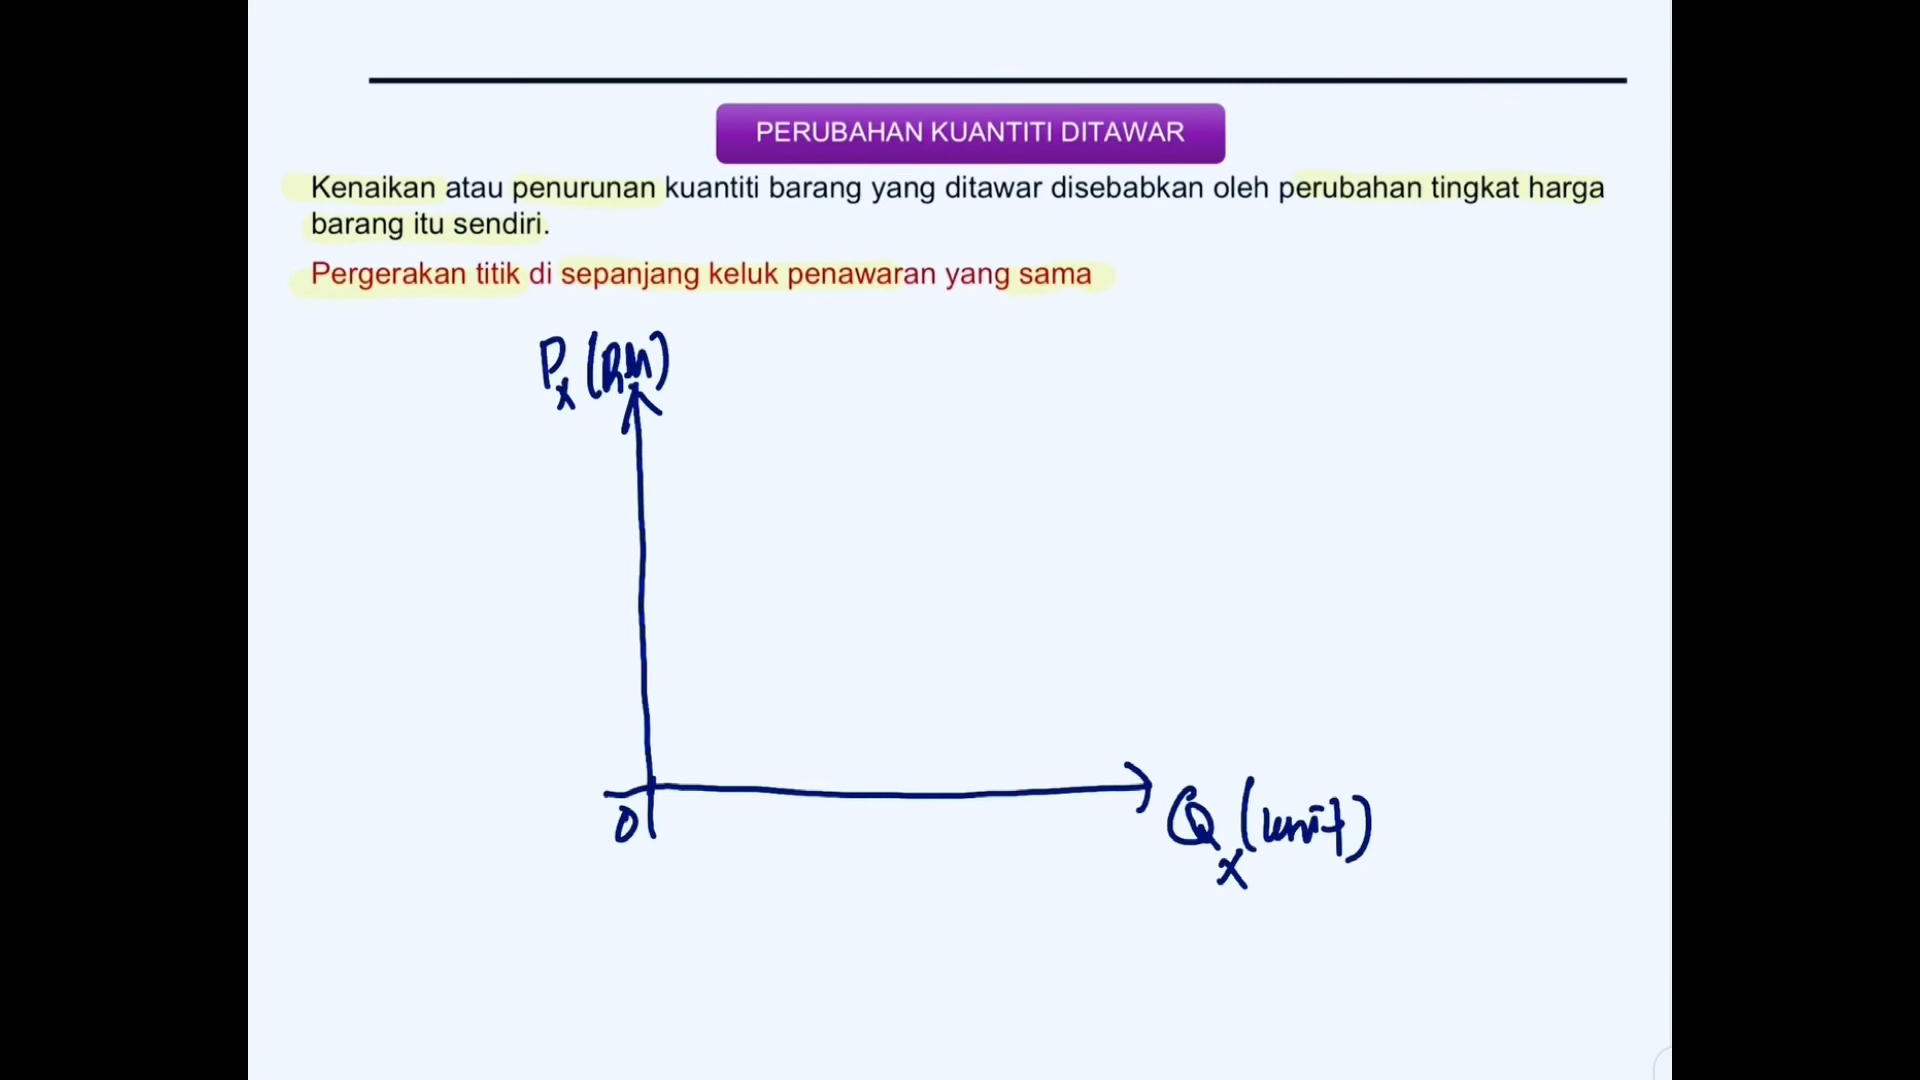 PERUBAHAN KUANTITI DITAWAR
Kenaikan atau penurunan kuantiti barang yang ditawar disebabkan oleh perubahan tingkat harga
barang itu sendiri.
Pergerakan titik di sepanjang keluk penawaran yang sama
Px (RM)
0
Qx (unit)